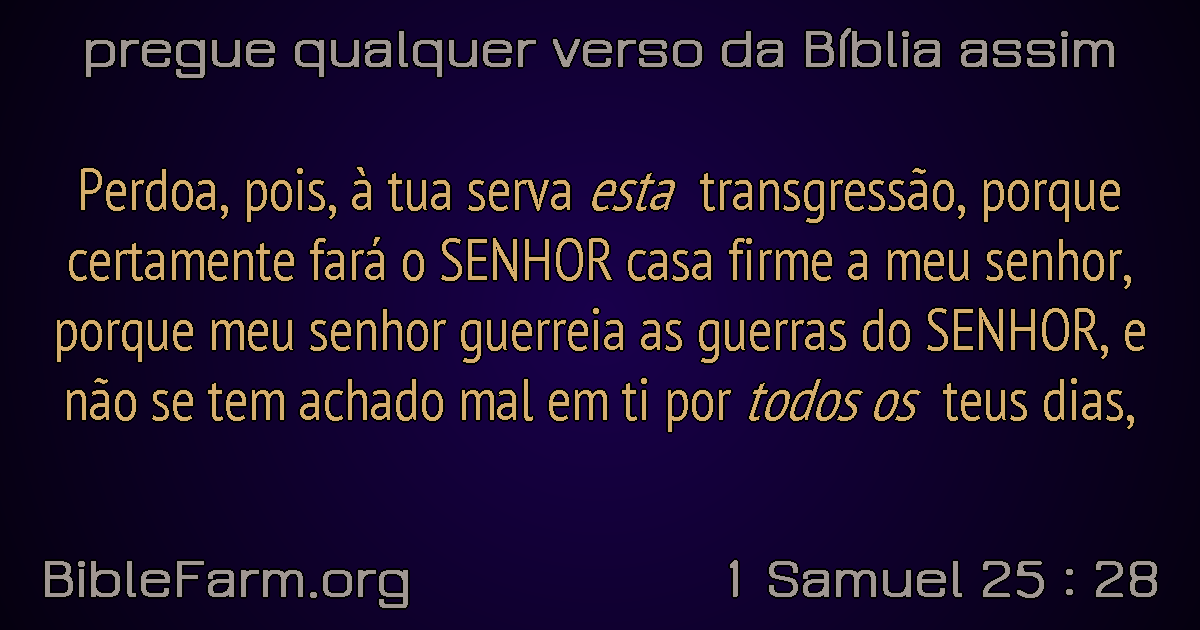 pregue qualquer verso da Bíblia assim
Perdoa, pois, à tua serva esta transgressão, porque
certamente fará o SENHOR casa firme a meu senhor,
porque meu senhor guerreia as guerras do SENHOR, e
não se tem achado mal em ti por todos os teus dias,
BibleFarm.org
1 Samuel 25 : 28